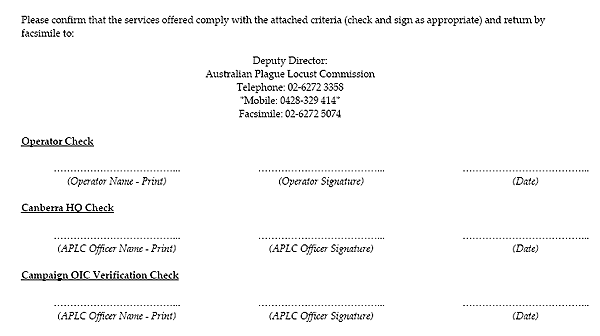 Please confirm that the services offered comply with the attached criteria (check and sign as appropriate) and return by
facsimile to:
Deputy Director:
Australian Plague Locust Commission
Telephone: 02-6272 3358
"Mobile: 0428-329 414"
Facsimile: 02-6272 5074
Operator Check
(Operator Name - Print) (Operator Signature) (Date)
Canberra HQ Check
(APLC Officer Name - Print) (APLC Officer Signature) (Date)
Campaign OIC Verification Check
(APLC Officer Name - Print) (APLC Officer Signature) (Date)